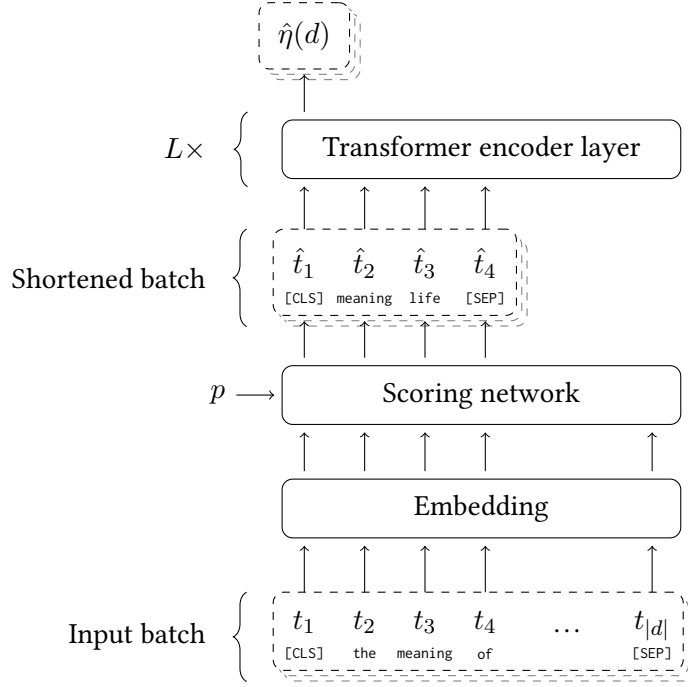 η̂(d)
L×
Transformer encoder layer
Shortened batch
t̂₁ t̂₂ t̂₃ t̂₄
[CLS] meaning life [SEP]
p
Scoring network
Embedding
Input batch
t₁ t₂ t₃ t₄ ... t|d|
[CLS] the meaning of [SEP]